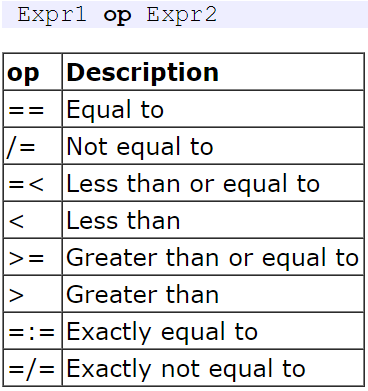 Expr1 op Expr2
op Description
== Equal to
/= Not equal to
=< Less than or equal to
< Less than
>= Greater than or equal to
> Greater than
=:= Exactly equal to
=/= Exactly not equal to